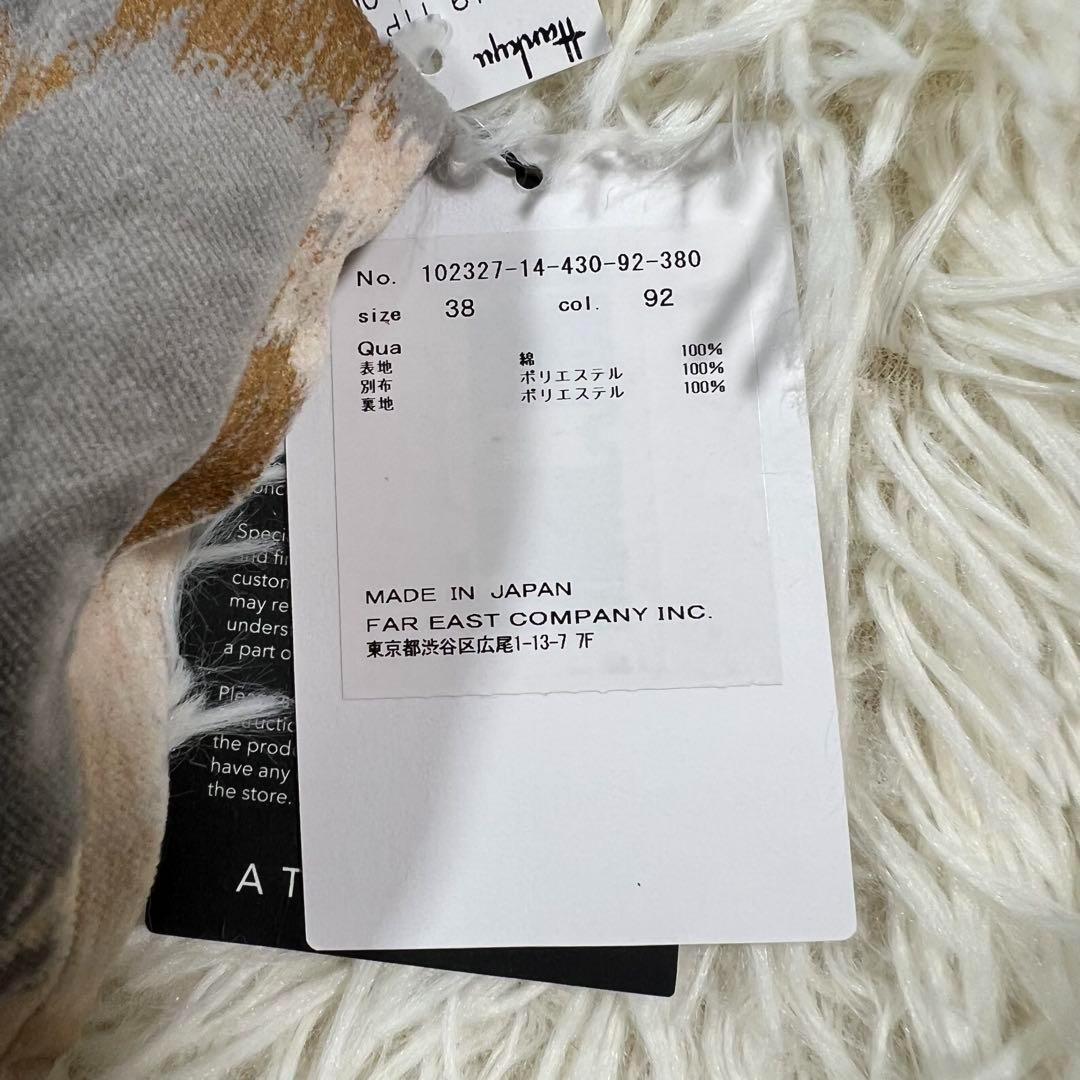 Hankyu
No. 102327-14-430-92-380
size 38 col. 92
Qua
表地 綿 100%
別布 ポリエステル 100%
裏地 ポリエステル 100%
MADE IN JAPAN
FAR EAST COMPANY INC.
東京都渋谷区広尾1-13-7 7F
custom
may re
unders
a part o
the prod
have any
the store.
A T